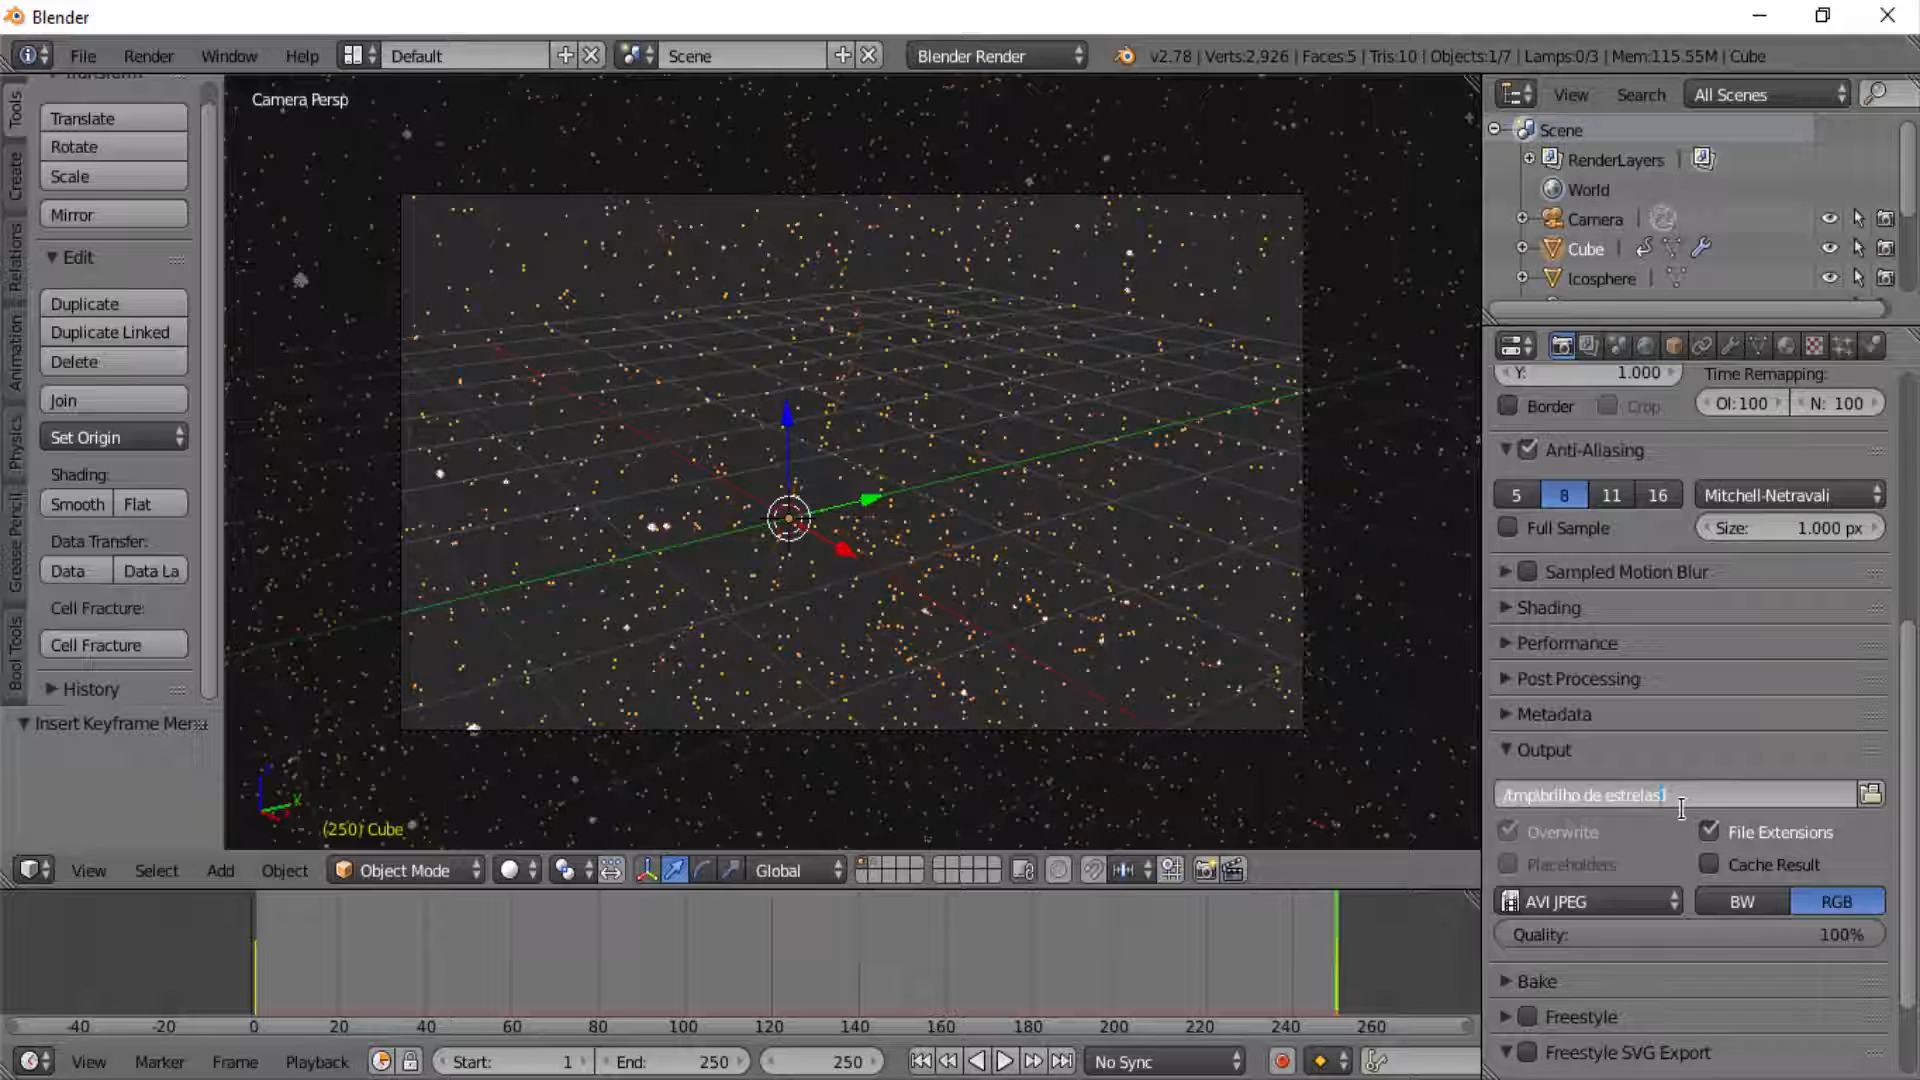 Blender
File Render Window Help Default Scene Blender Render v2.78 | Verts:2,926 | Faces:5 | Tris:10 | Objects:1/7 | Lamps:0/3 | Mem:115.55M | Cube
Transform
Tools
Create
Relations
Animation
Physics
Grease Pencil
Bool Tools
Translate
Rotate
Scale
Mirror
Edit
Duplicate
Duplicate Linked
Delete
Join
Set Origin
Shading:
Smooth Flat
Data Transfer:
Data Data La
Cell Fracture:
Cell Fracture
History
Insert Keyframe Men
Camera Persp
(250) Cube
View Select Add Object Object Mode Global
-40 -20 0 20 40 60 80 100 120 140 160 180 200 220 240 260
View Marker Frame Playback Start: 1 End: 250 250 No Sync
View Search All Scenes
Scene
RenderLayers
World
Camera
Cube
Icosphere
Y: 1.000 Time Remapping:
Border Crop Ol:100 N: 100
Anti-Aliasing
5 8 11 16 Mitchell-Netravali
Full Sample Size: 1.000 px
Sampled Motion Blur
Shading
Performance
Post Processing
Metadata
Output
/tmp\brilho de estrelas
Overwrite File Extensions
Placeholders Cache Result
AVI JPEG BW RGB
Quality: 100%
Bake
Freestyle
Freestyle SVG Export